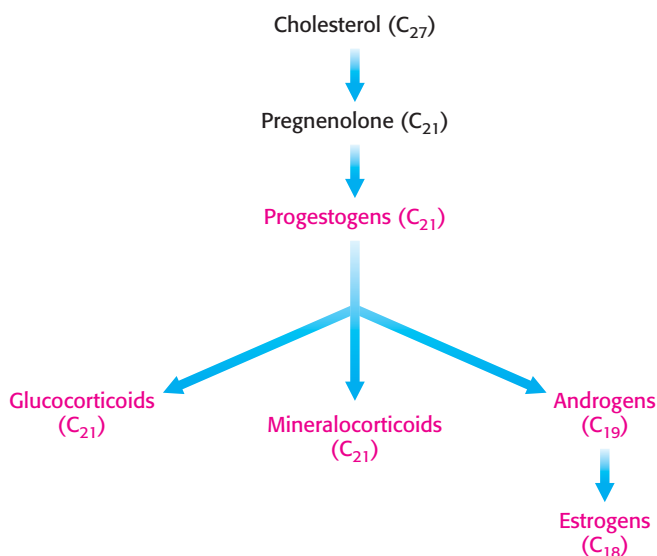 Cholesterol (C₂₇)
Pregnenolone (C₂₁)
Progestogens (C₂₁)
Glucocorticoids
(C₂₁)
Mineralocorticoids
(C₂₁)
Androgens
(C₁₉)
Estrogens
(C₁₈)